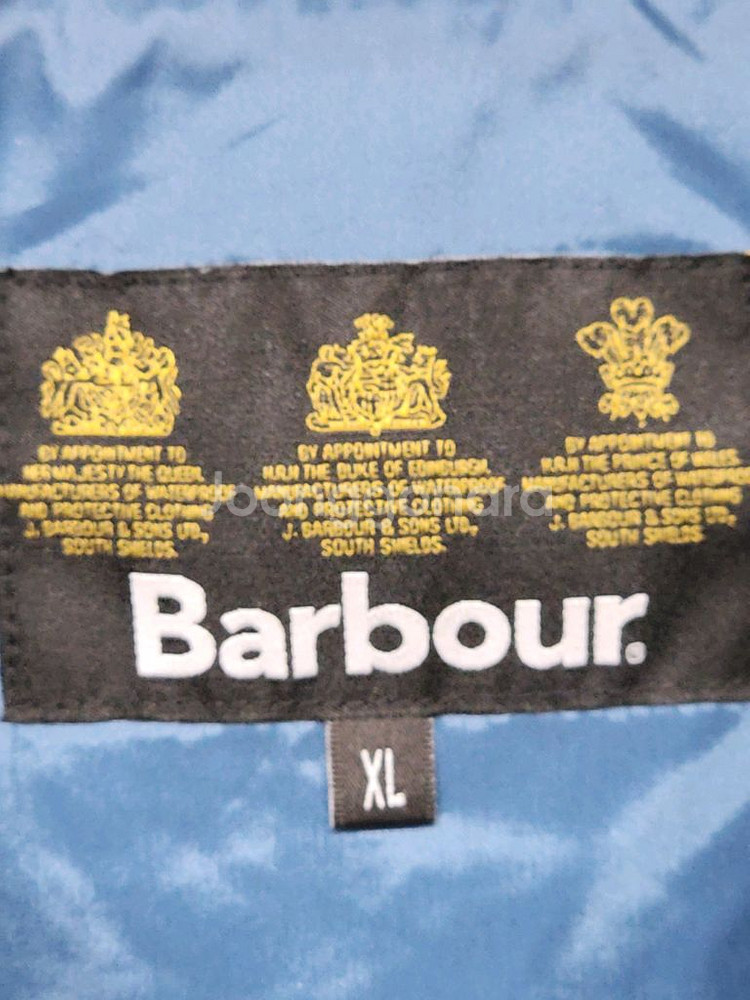 BY APPOINTMENT TO
HER MAJESTY THE QUEEN,
MANUFACTURERS OF WATERPROOF
AND PROTECTIVE CLOTHING
J. BARBOUR & SONS LTD,
SOUTH SHIELDS.
BY APPOINTMENT TO
H.R.H THE DUKE OF EDINBURGH,
MANUFACTURERS OF WATERPROOF
AND PROTECTIVE CLOTHING
J. BARBOUR & SONS LTD,
SOUTH SHIELDS.
BY APPOINTMENT TO
H.R.H THE PRINCE OF WALES,
MANUFACTURERS OF WATERPROOF
AND PROTECTIVE CLOTHING
J. BARBOUR & SONS LTD,
SOUTH SHIELDS.
Barbour.
XL